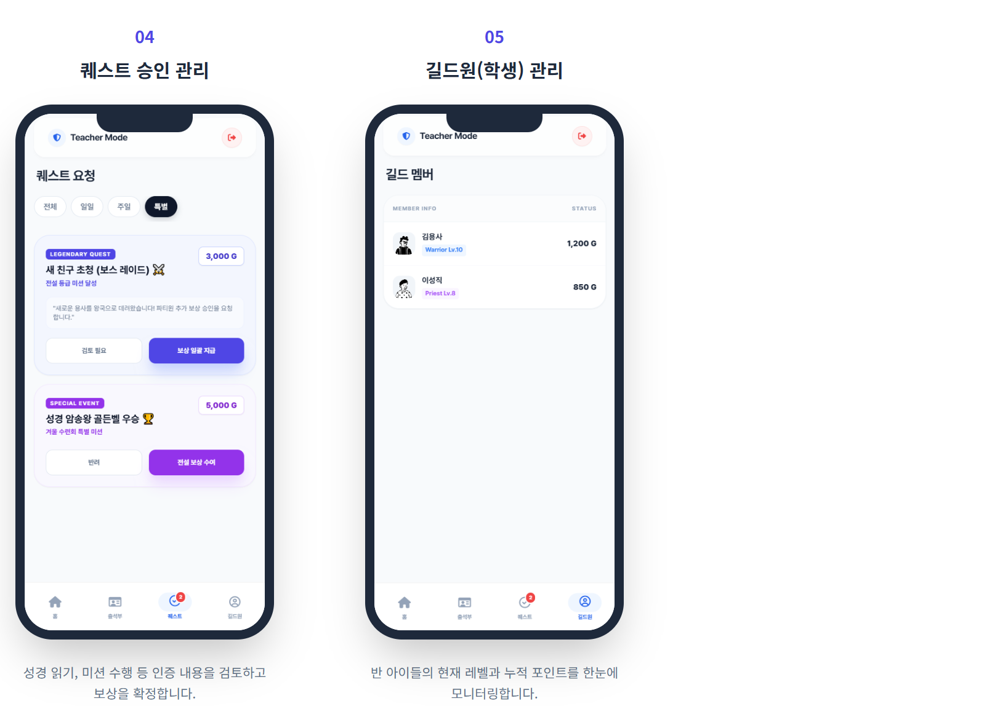 04
퀘스트 승인 관리
Teacher Mode
퀘스트 요청
전체 일일 주일 특별
LEGENDARY QUEST
3,000 G
새 친구 초청 (보스 레이드)
전설 등급 미션 달성
"새로운 용사를 왕국으로 데려왔습니다! 파티원 추가 보상 승인을 요청
합니다."
검토 필요 보상 일괄 지급
SPECIAL EVENT
5,000 G
성경 암송왕 골든벨 우승
겨울 수련회 특별 미션
반려 전설 보상 수여
2
홈 출석부 퀘스트 길드원
성경 읽기, 미션 수행 등 인증 내용을 검토하고
보상을 확정합니다.
05
길드원(학생) 관리
Teacher Mode
길드 멤버
MEMBER INFO STATUS
김용사
Warrior Lv.10
1,200 G
이성직
Priest Lv.8
850 G
2
홈 출석부 퀘스트 길드원
반 아이들의 현재 레벨과 누적 포인트를 한눈에
모니터링합니다.